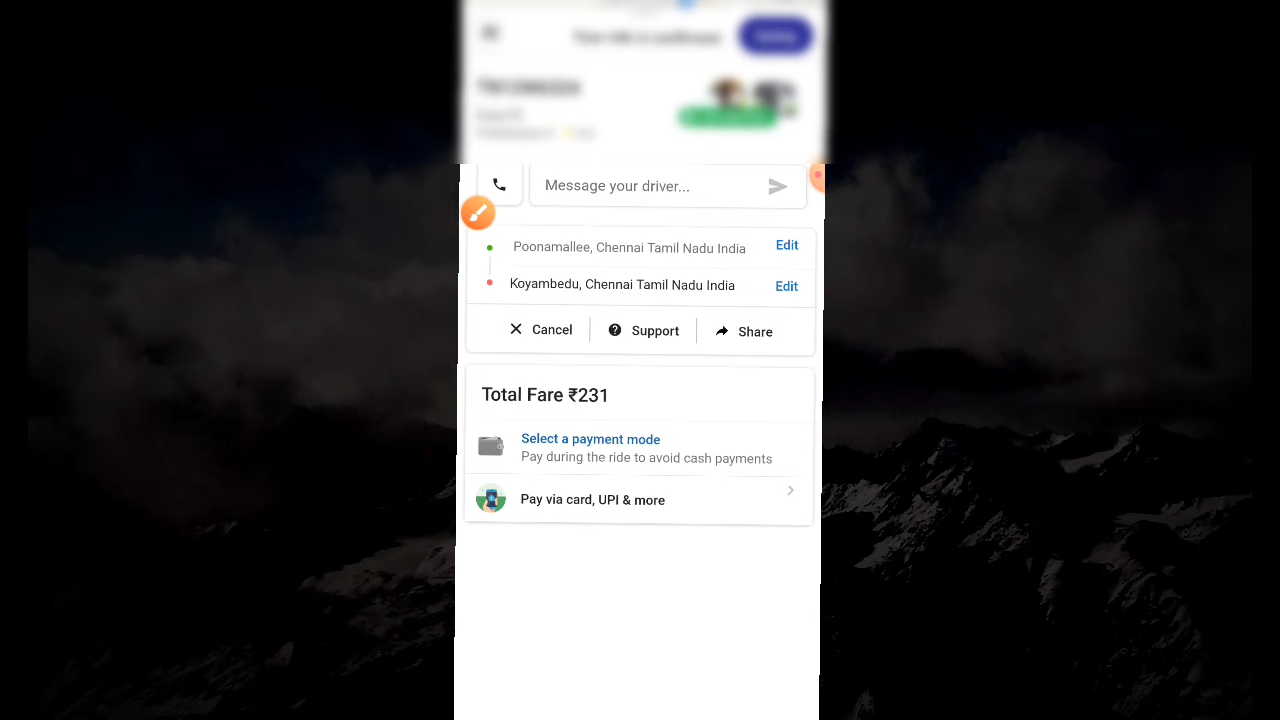 Message your driver...
Poonamallee, Chennai Tamil Nadu India
Edit
Koyambedu, Chennai Tamil Nadu India
Edit
Cancel
Support
Share
Total Fare ₹231
Select a payment mode
Pay during the ride to avoid cash payments
Pay via card, UPI & more